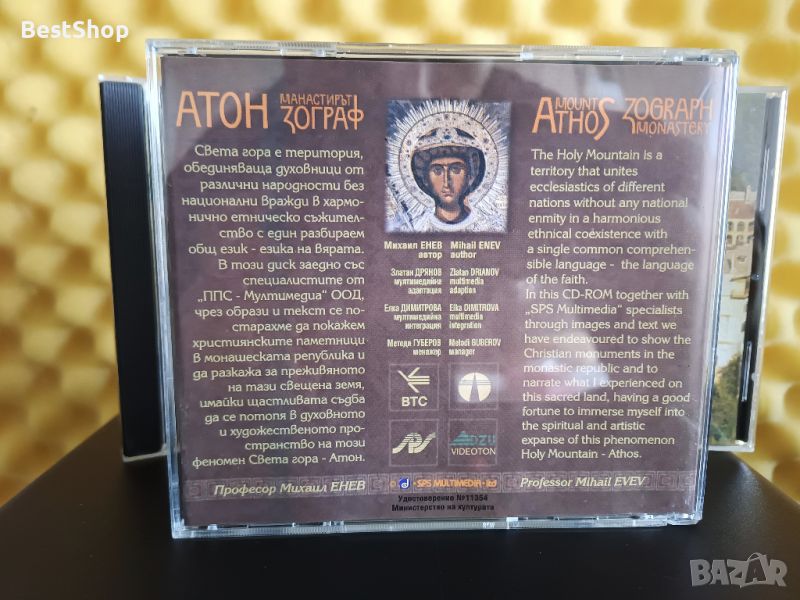 BestShop
АТОН
МАНАСТИРЪТ
ЗОГРАФ
Света гора е територия,
обединяваща духовници от
различни народности без
национални вражди в хармо-
нично етническо съжител-
ство с един разбираем
общ език - езика на вярата.
В този диск заедно със
специалистите от
„ППС - Мултимедиа" ООД,
чрез образи и текст се по-
старахме да покажем
християнските паметници
в монашеската република и
да разкажа за преживяното
на тази свещена земя,
имайки щастливата съдба
да се потопя в духовното
и художественото про-
странство на този
феномен Света гора - Атон.
Професор Михаил ЕНЕВ
Михаил ЕНЕВ
автор
Златан ДРЯНОВ
мултимедийна
адаптация
Елка ДИМИТРОВА
мултимедийна
интеграция
Методи ГУБЕРОВ
менажер
Mihail ENEV
author
Zlatan DRIANOV
multimedia
adaption
Elka DIMITROVA
multimedia
integration
Metodi GUBEROV
manager
BTC
DZU
VIDEOTON
SPS MULTIMEDIA - ltd
Удостоверение №11354
Министерство на културата
MOUNT
ATHOS
ZOGRAPH
MONASTERY
The Holy Mountain is a
territory that unites
ecclesiastics of different
nations without any national
enmity in a harmonious
ethnical coexistence with
a single common comprehen-
sible language - the language
of the faith.
In this CD-ROM together with
„SPS Multimedia" specialists
through images and text we
have endeavoured to show the
Christian monuments in the
monastic republic and to
narrate what I experienced on
this sacred land, having a good
fortune to immerse myself into
the spiritual and artistic
expanse of this phenomenon
Holy Mountain - Athos.
Professor Mihail EVEV
BAZAR